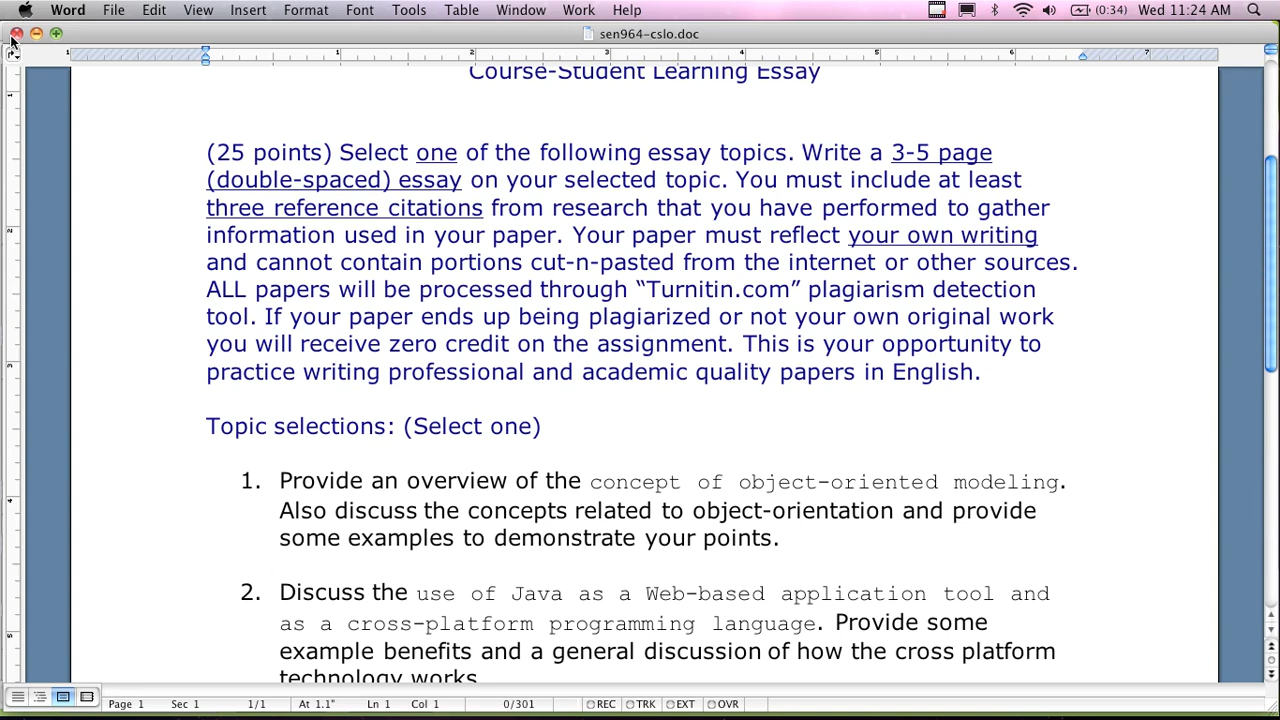 Word File Edit View Insert Format Font Tools Table Window Work Help (0:34) Wed 11:24 AM
sen964-cslo.doc
1 1 2 3 4 5 6 7
Course-Student Learning Essay
(25 points) Select one of the following essay topics. Write a 3-5 page
(double-spaced) essay on your selected topic. You must include at least
three reference citations from research that you have performed to gather
information used in your paper. Your paper must reflect your own writing
and cannot contain portions cut-n-pasted from the internet or other sources.
ALL papers will be processed through “Turnitin.com” plagiarism detection
tool. If your paper ends up being plagiarized or not your own original work
you will receive zero credit on the assignment. This is your opportunity to
practice writing professional and academic quality papers in English.
Topic selections: (Select one)
1. Provide an overview of the concept of object-oriented modeling.
Also discuss the concepts related to object-orientation and provide
some examples to demonstrate your points.
2. Discuss the use of Java as a Web-based application tool and
as a cross-platform programming language. Provide some
example benefits and a general discussion of how the cross platform
technology works.
Page 1 Sec 1 1/1 At 1.1" Ln 1 Col 1 0/301 REC TRK EXT OVR